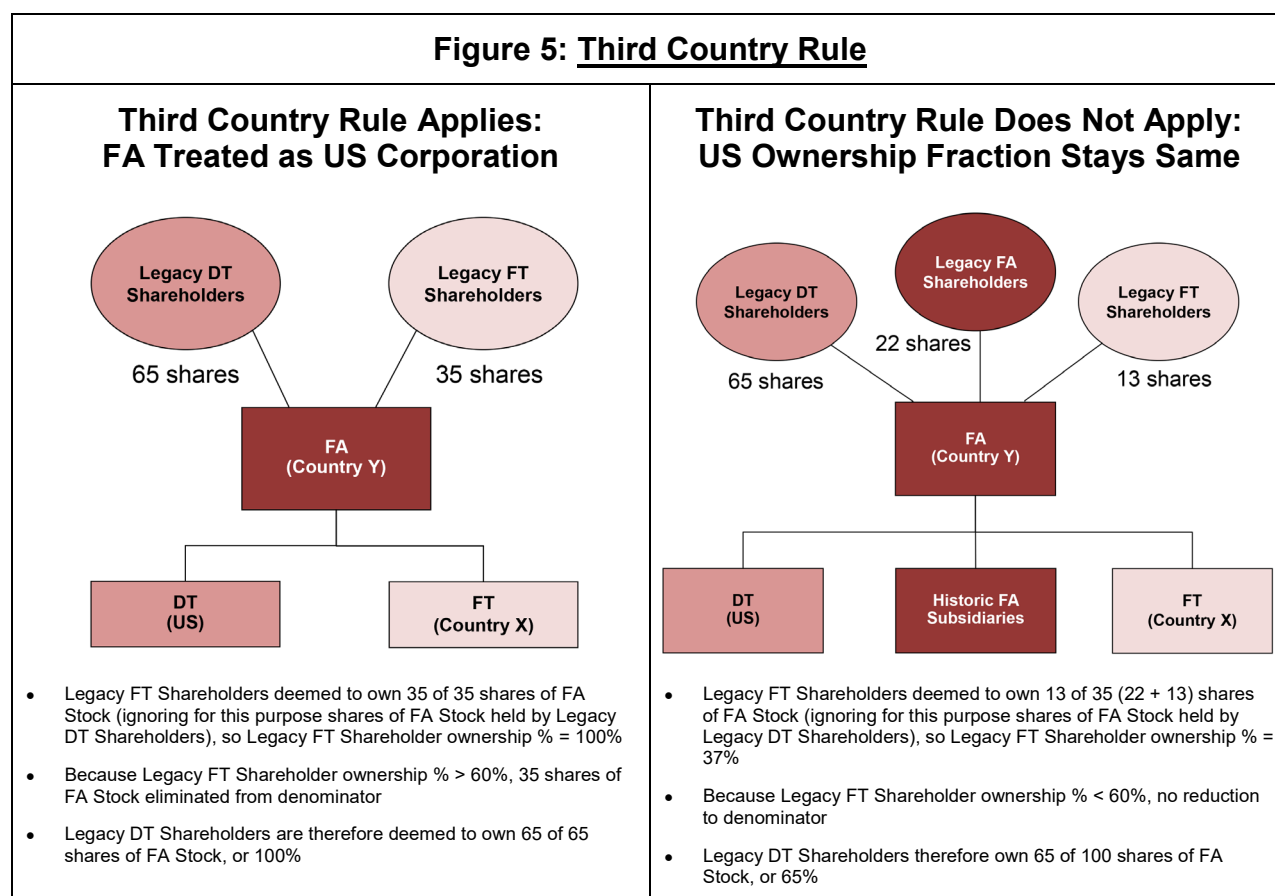 Figure 5: Third Country Rule
Third Country Rule Applies:
FA Treated as US Corporation
Legacy DT
Shareholders
Legacy FT
Shareholders
65 shares
35 shares
FA
(Country Y)
DT
(US)
FT
(Country X)
• Legacy FT Shareholders deemed to own 35 of 35 shares of FA
Stock (ignoring for this purpose shares of FA Stock held by Legacy
DT Shareholders), so Legacy FT Shareholder ownership % = 100%
• Because Legacy FT Shareholder ownership % > 60%, 35 shares of
FA Stock eliminated from denominator
• Legacy DT Shareholders are therefore deemed to own 65 of 65
shares of FA Stock, or 100%
Third Country Rule Does Not Apply:
US Ownership Fraction Stays Same
Legacy DT
Shareholders
Legacy FA
Shareholders
Legacy FT
Shareholders
65 shares
22 shares
13 shares
FA
(Country Y)
DT
(US)
Historic FA
Subsidiaries
FT
(Country X)
• Legacy FT Shareholders deemed to own 13 of 35 (22 + 13) shares
of FA Stock (ignoring for this purpose shares of FA Stock held by
Legacy DT Shareholders), so Legacy FT Shareholder ownership % =
37%
• Because Legacy FT Shareholder ownership % < 60%, no reduction
to denominator
• Legacy DT Shareholders therefore own 65 of 100 shares of FA
Stock, or 65%